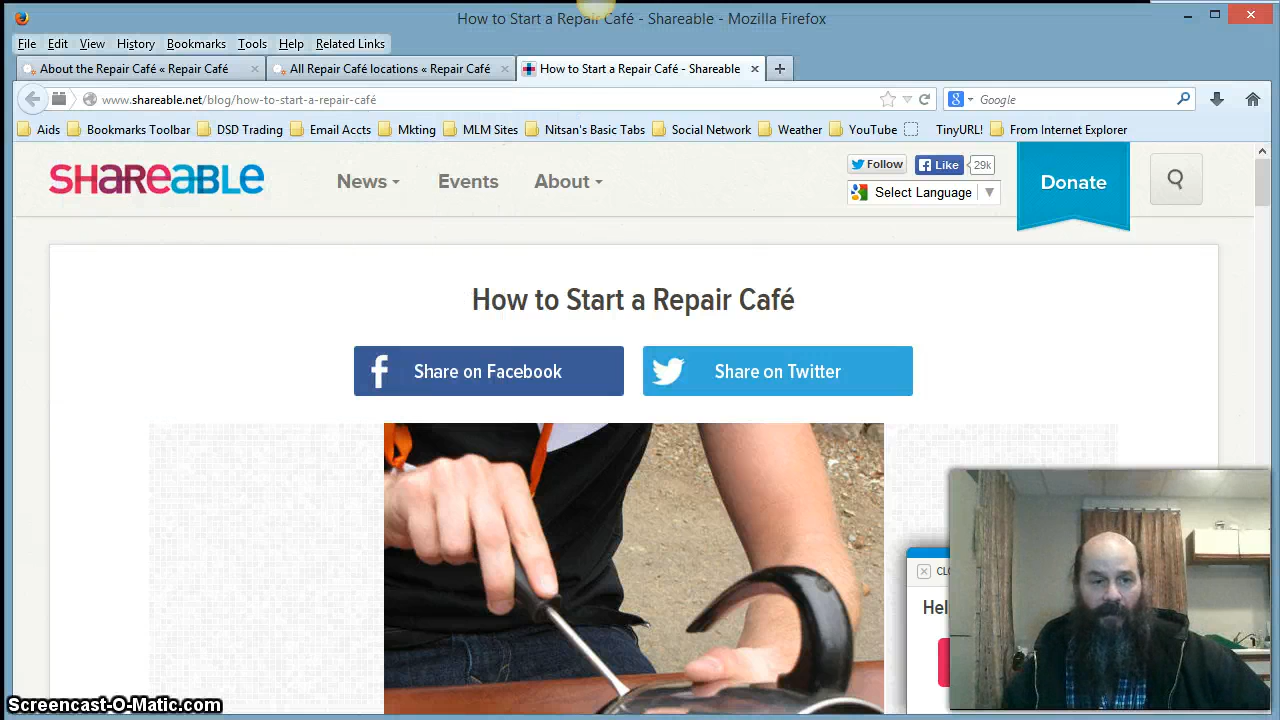 How to Start a Repair Café - Shareable - Mozilla Firefox
File Edit View History Bookmarks Tools Help Related Links
About the Repair Café « Repair Café × All Repair Café locations « Repair Café × How to Start a Repair Café - Shareable × +
www.shareable.net/blog/how-to-start-a-repair-café Google
Aids Bookmarks Toolbar DSD Trading Email Accts Mkting MLM Sites Nitsan's Basic Tabs Social Network Weather YouTube TinyURL! From Internet Explorer
SHAREABLE News Events About Follow Like 29k Donate
Select Language
How to Start a Repair Café
Share on Facebook Share on Twitter
Screencast-O-Matic.com